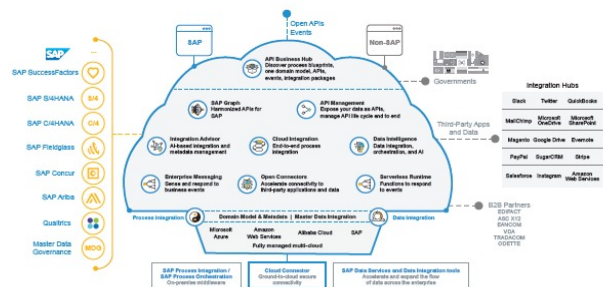 Open APIs
Events
SAP
Non-SAP
SAP
...
SAP SuccessFactors
SAP S/4HANA
S/4
SAP C/4HANA
C/4
SAP Fieldglass
SAP Concur
SAP Ariba
Qualtrics
Master Data
Governance
MDG
API Business Hub
Discover process blueprints,
one domain model, APIs,
events, integration packages
SAP Graph
Harmonized APIs for
SAP
API Management
Expose your data as APIs,
manage API life cycle end to end
Integration Advisor
AI-based integration and
metadata management
Cloud Integration
End-to-end process
integration
Data Intelligence
Data integration,
orchestration, and AI
Enterprise Messaging
Sense and respond to
business events
Open Connectors
Accelerate connectivity to
third-party applications and data
Serverless Runtime
Functions to respond
to events
Process Integration
Domain Model & Metadata | Master Data Integration
Data Integration
Microsoft
Azure
Amazon
Web Services
Alibaba Cloud
SAP
Fully managed multi-cloud
SAP Process Integration /
SAP Process Orchestration
On-premise middleware
Cloud Connector
Ground-to-cloud secure
connectivity
SAP Data Services and Data Integration tools
Accelerate and expand the flow
of data across the enterprise
Governments
Third-Party Apps
and Data
B2B Partners
EDIFACT
ASC X12
EANCOM
VDA
TRADACOM
ODETTE
Integration Hubs
Slack Twitter QuickBooks
MailChimp Microsoft OneDrive Microsoft SharePoint
Magento Google Drive Evernote
PayPal SugarCRM Stripe
Salesforce Instagram Amazon Web Services